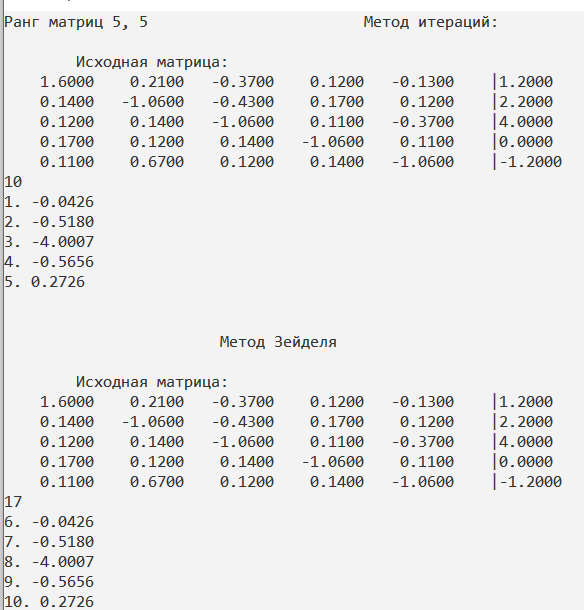 Ранг матриц 5, 5 Метод итераций:
Исходная матрица:
1.6000 0.2100 -0.3700 0.1200 -0.1300 |1.2000
0.1400 -1.0600 -0.4300 0.1700 0.1200 |2.2000
0.1200 0.1400 -1.0600 0.1100 -0.3700 |4.0000
0.1700 0.1200 0.1400 -1.0600 0.1100 |0.0000
0.1100 0.6700 0.1200 0.1400 -1.0600 |-1.2000
10
1. -0.0426
2. -0.5180
3. -4.0007
4. -0.5656
5. 0.2726
Метод Зейделя
Исходная матрица:
1.6000 0.2100 -0.3700 0.1200 -0.1300 |1.2000
0.1400 -1.0600 -0.4300 0.1700 0.1200 |2.2000
0.1200 0.1400 -1.0600 0.1100 -0.3700 |4.0000
0.1700 0.1200 0.1400 -1.0600 0.1100 |0.0000
0.1100 0.6700 0.1200 0.1400 -1.0600 |-1.2000
17
6. -0.0426
7. -0.5180
8. -4.0007
9. -0.5656
10. 0.2726